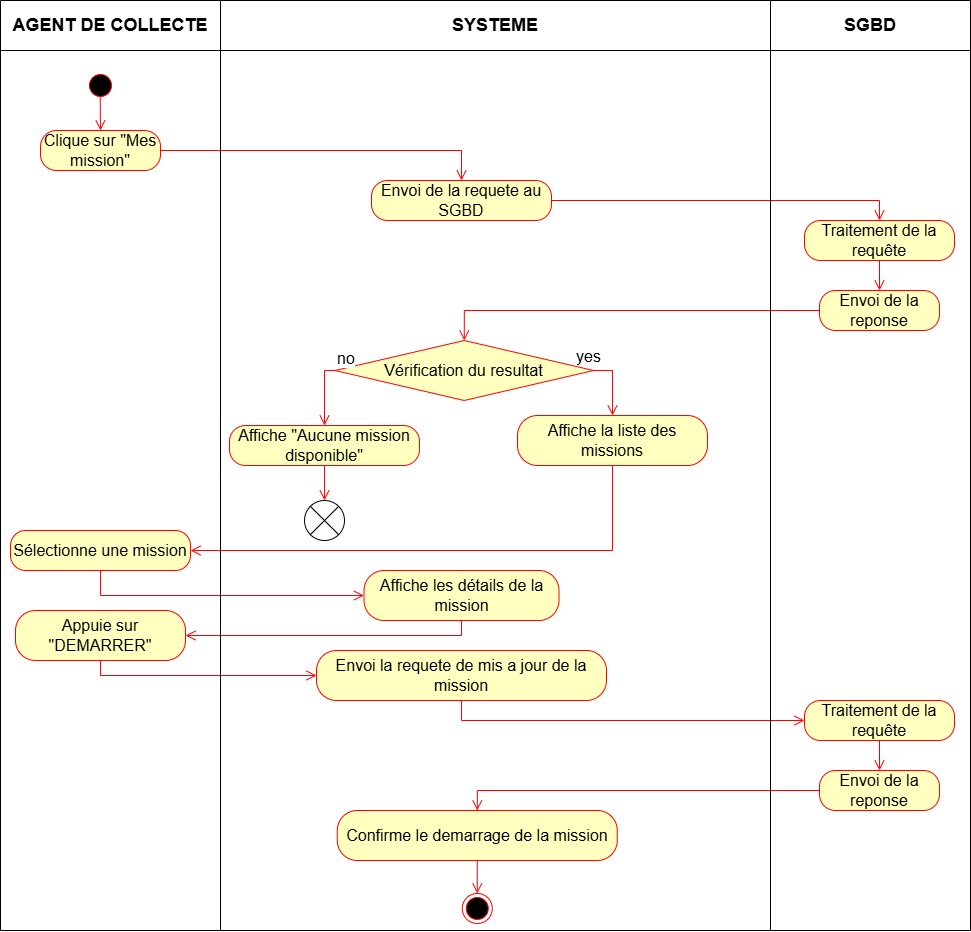 AGENT DE COLLECTE
SYSTEME
SGBD
Clique sur "Mes
mission"
Envoi de la requete au
SGBD
Traitement de la
requête
Envoi de la
reponse
no
yes
Vérification du resultat
Affiche "Aucune mission
disponible"
Affiche la liste des
missions
Sélectionne une mission
Affiche les détails de la
mission
Appuie sur
"DEMARRER"
Envoi la requete de mis a jour de la
mission
Traitement de la
requête
Envoi de la
reponse
Confirme le demarrage de la mission